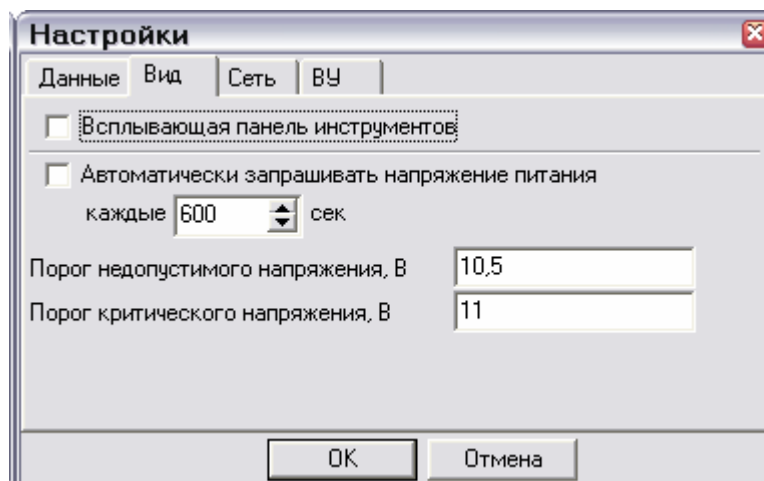 Настройки
Данные Вид Сеть ВУ
Всплывающая панель инструментов
Автоматически запрашивать напряжение питания
каждые 600 сек
Порог недопустимого напряжения, В 10,5
Порог критического напряжения, В 11
OK Отмена